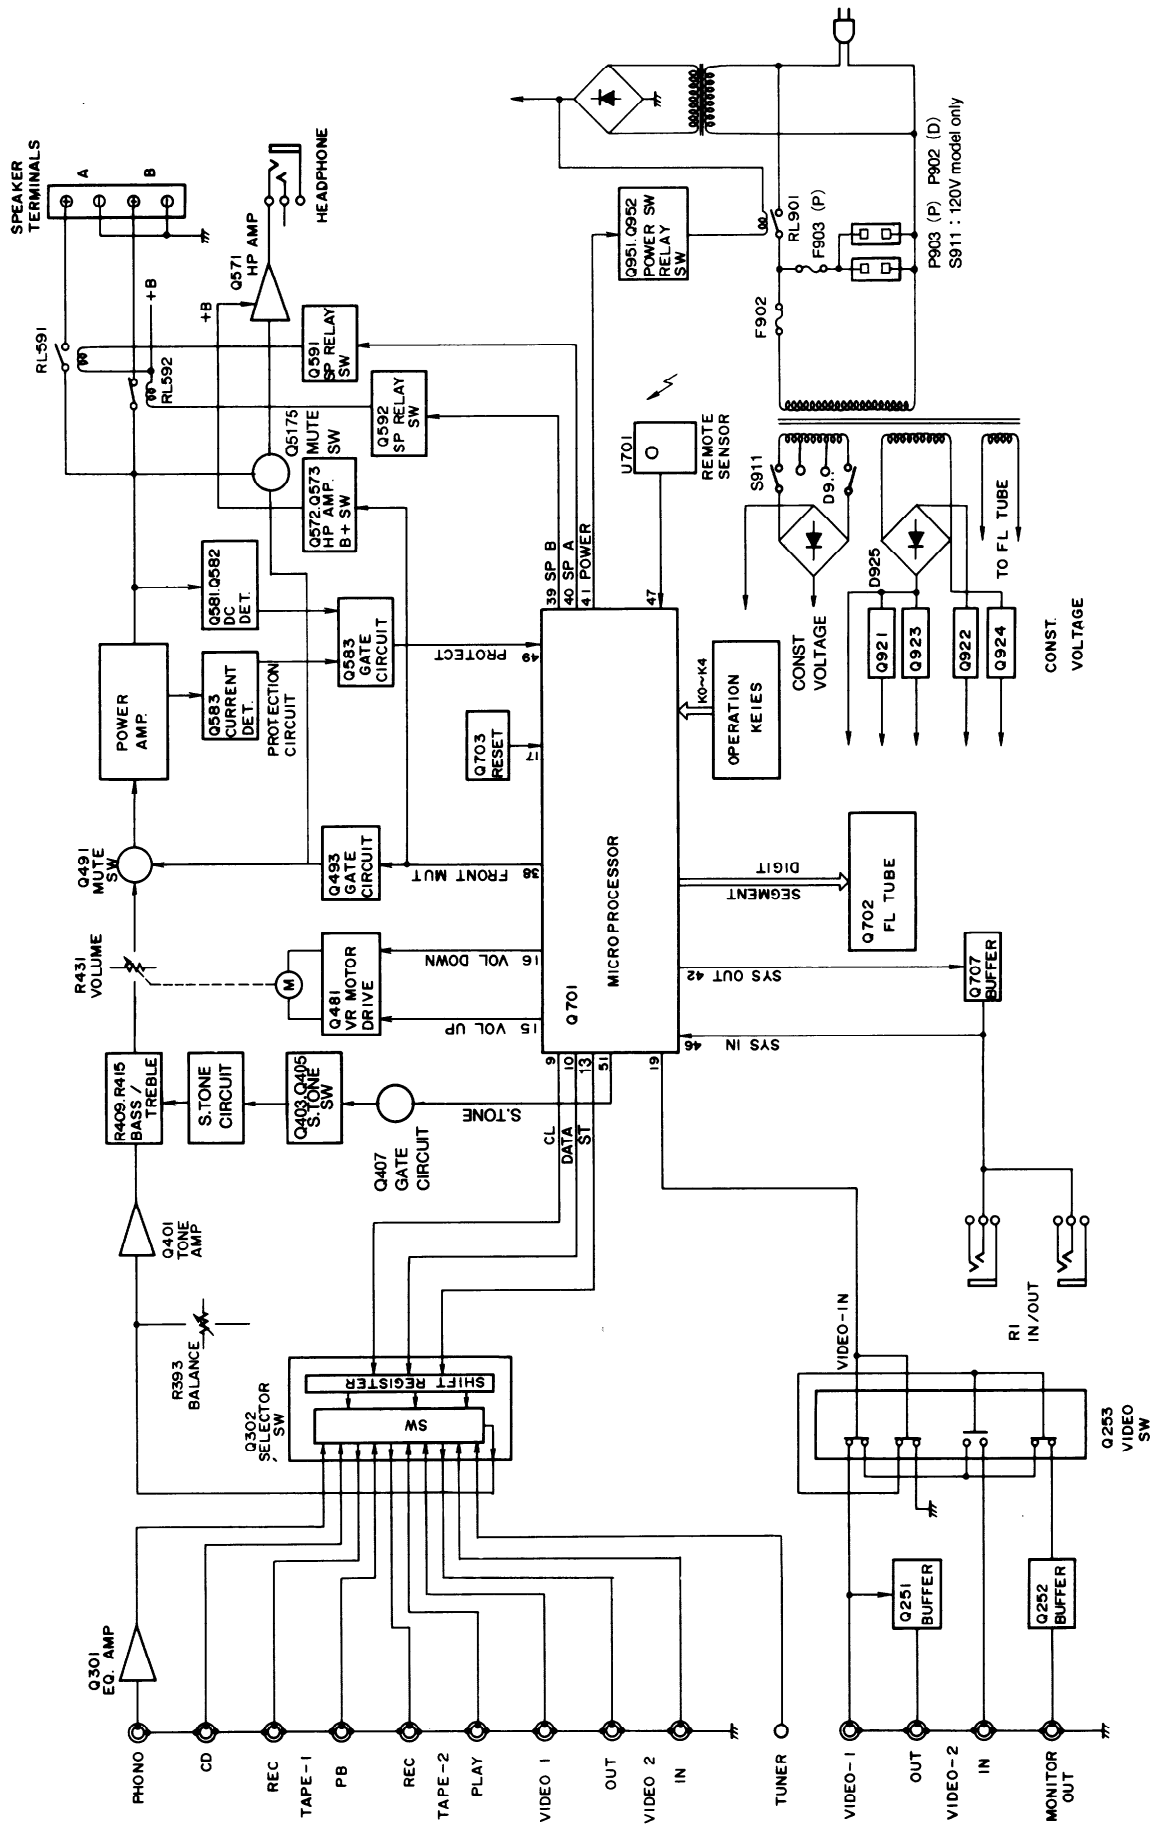 SPEAKER
TERMINALS
A
B
HEADPHONE
Q571
HP AMP
+B
+B
RL591
RL592
Q591
SP RELAY
SW
Q592
SP RELAY
SW
Q5175
MUTE
SW
Q572.Q573
HP AMP.
B+SW
Q581.Q582
DC
DET.
Q583
CURRENT
DET.
PROTECTION
CIRCUIT
Q583
GATE
CIRCUIT
POWER
AMP.
Q491
MUTE
SW
Q493
GATE
CIRCUIT
R431
VOLUME
M
Q481
VR MOTOR
DRIVE
R409.R415
BASS /
TREBLE
S.TONE
CIRCUIT
Q403.Q405
S.TONE
SW
Q407
GATE
CIRCUIT
Q401
TONE
AMP
R393
BALANCE
Q302
SELECTOR
SW
SHIFT REGISTER
SW
Q301
EQ. AMP
PHONO
CD
REC
TAPE-1
PB
REC
TAPE-2
PLAY
VIDEO 1
OUT
VIDEO 2
IN
TUNER
VIDEO-1
OUT
VIDEO-2
IN
MONITOR
OUT
Q251
BUFFER
Q252
BUFFER
Q253
VIDEO
SW
VIDEO-IN
RI
IN/OUT
Q707
BUFFER
Q702
FL TUBE
OPERATION
KEIES
K0~K4
Q703
RESET
Q701
MICROPROCESSOR
9 CL
10 DATA
13 ST
51 S.TONE
19
15 VOL UP
16 VOL DOWN
38 FRONT MUT
17
49 PROTECT
39 SP B
40 SP A
41 POWER
47
46 SYS IN
42 SYS OUT
SEGMENT
DIGIT
U701
REMOTE
SENSOR
Q951.Q952
POWER SW
RELAY
SW
RL901
F903 (P)
F902
P903 (P) P902 (D)
S911 : 120V model only
S911
D9..
D925
CONST
VOLTAGE
Q921
Q923
Q922
Q924
TO FL TUBE
CONST.
VOLTAGE